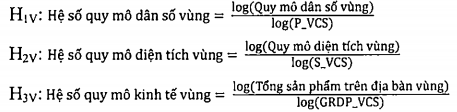 H₁ᵥ: Hệ số quy mô dân số vùng = log(Quy mô dân số vùng) / log(P_VCS)
H₂ᵥ: Hệ số quy mô diện tích vùng = log(Quy mô diện tích vùng) / log(S_VCS)
H₃ᵥ: Hệ số quy mô kinh tế vùng = log(Tổng sản phẩm trên địa bàn vùng) / log(GRDP_VCS)